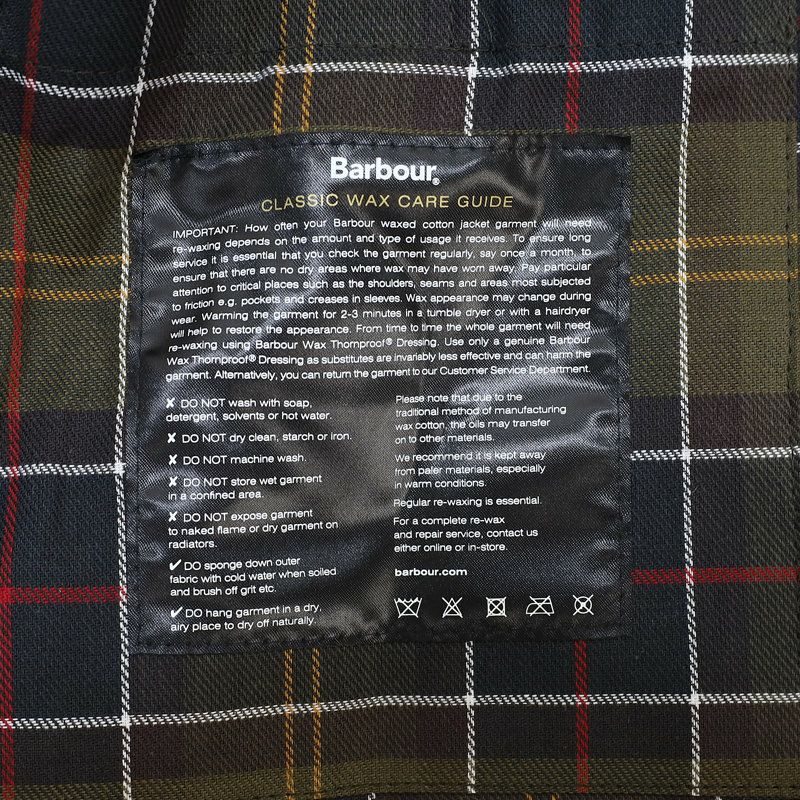 Barbour®
CLASSIC WAX CARE GUIDE
IMPORTANT: How often your Barbour waxed cotton jacket garment will need
re-waxing depends on the amount and type of usage it receives. To ensure long
service it is essential that you check the garment regularly, say once a month, to
ensure that there are no dry areas where wax may have worn away. Pay particular
attention to critical places such as the shoulders, seams and areas most subjected
to friction e.g. pockets and creases in sleeves. Wax appearance may change during
wear. Warming the garment for 2-3 minutes in a tumble dryer or with a hairdryer
will help to restore the appearance. From time to time the whole garment will need
re-waxing using Barbour Wax Thornproof® Dressing. Use only a genuine Barbour
Wax Thornproof® Dressing as substitutes are invariably less effective and can harm the
garment. Alternatively, you can return the garment to our Customer Service Department.
✘ DO NOT wash with soap,
detergent, solvents or hot water.
✘ DO NOT dry clean, starch or iron.
✘ DO NOT machine wash.
✘ DO NOT store wet garment
in a confined area.
✘ DO NOT expose garment
to naked flame or dry garment on
radiators.
✔ DO sponge down outer
fabric with cold water when soiled
and brush off grit etc.
✔ DO hang garment in a dry,
airy place to dry off naturally.
Please note that due to the
traditional method of manufacturing
wax cotton, the oils may transfer
on to other materials.
We recommend it is kept away
from paler materials, especially
in warm conditions.
Regular re-waxing is essential.
For a complete re-wax
and repair service, contact us
either online or in-store.
barbour.com